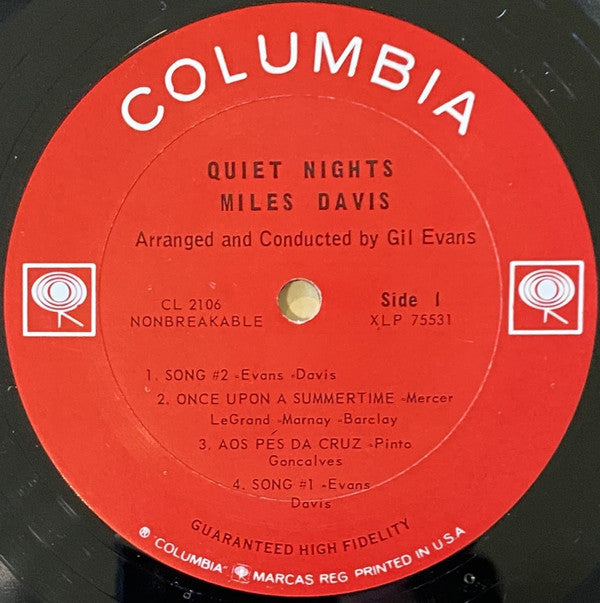 COLUMBIA
QUIET NIGHTS
MILES DAVIS
Arranged and Conducted by Gil Evans
CL 2106
NONBREAKABLE
Side 1
XLP 75531
1. SONG #2 -Evans -Davis
2. ONCE UPON A SUMMERTIME -Mercer
LeGrand -Marnay -Barclay
3. AOS PÉS DA CRUZ -Pinto
Goncalves
4. SONG #1 -Evans
Davis
GUARANTEED HIGH FIDELITY
® "COLUMBIA" MARCAS REG PRINTED IN U.S.A